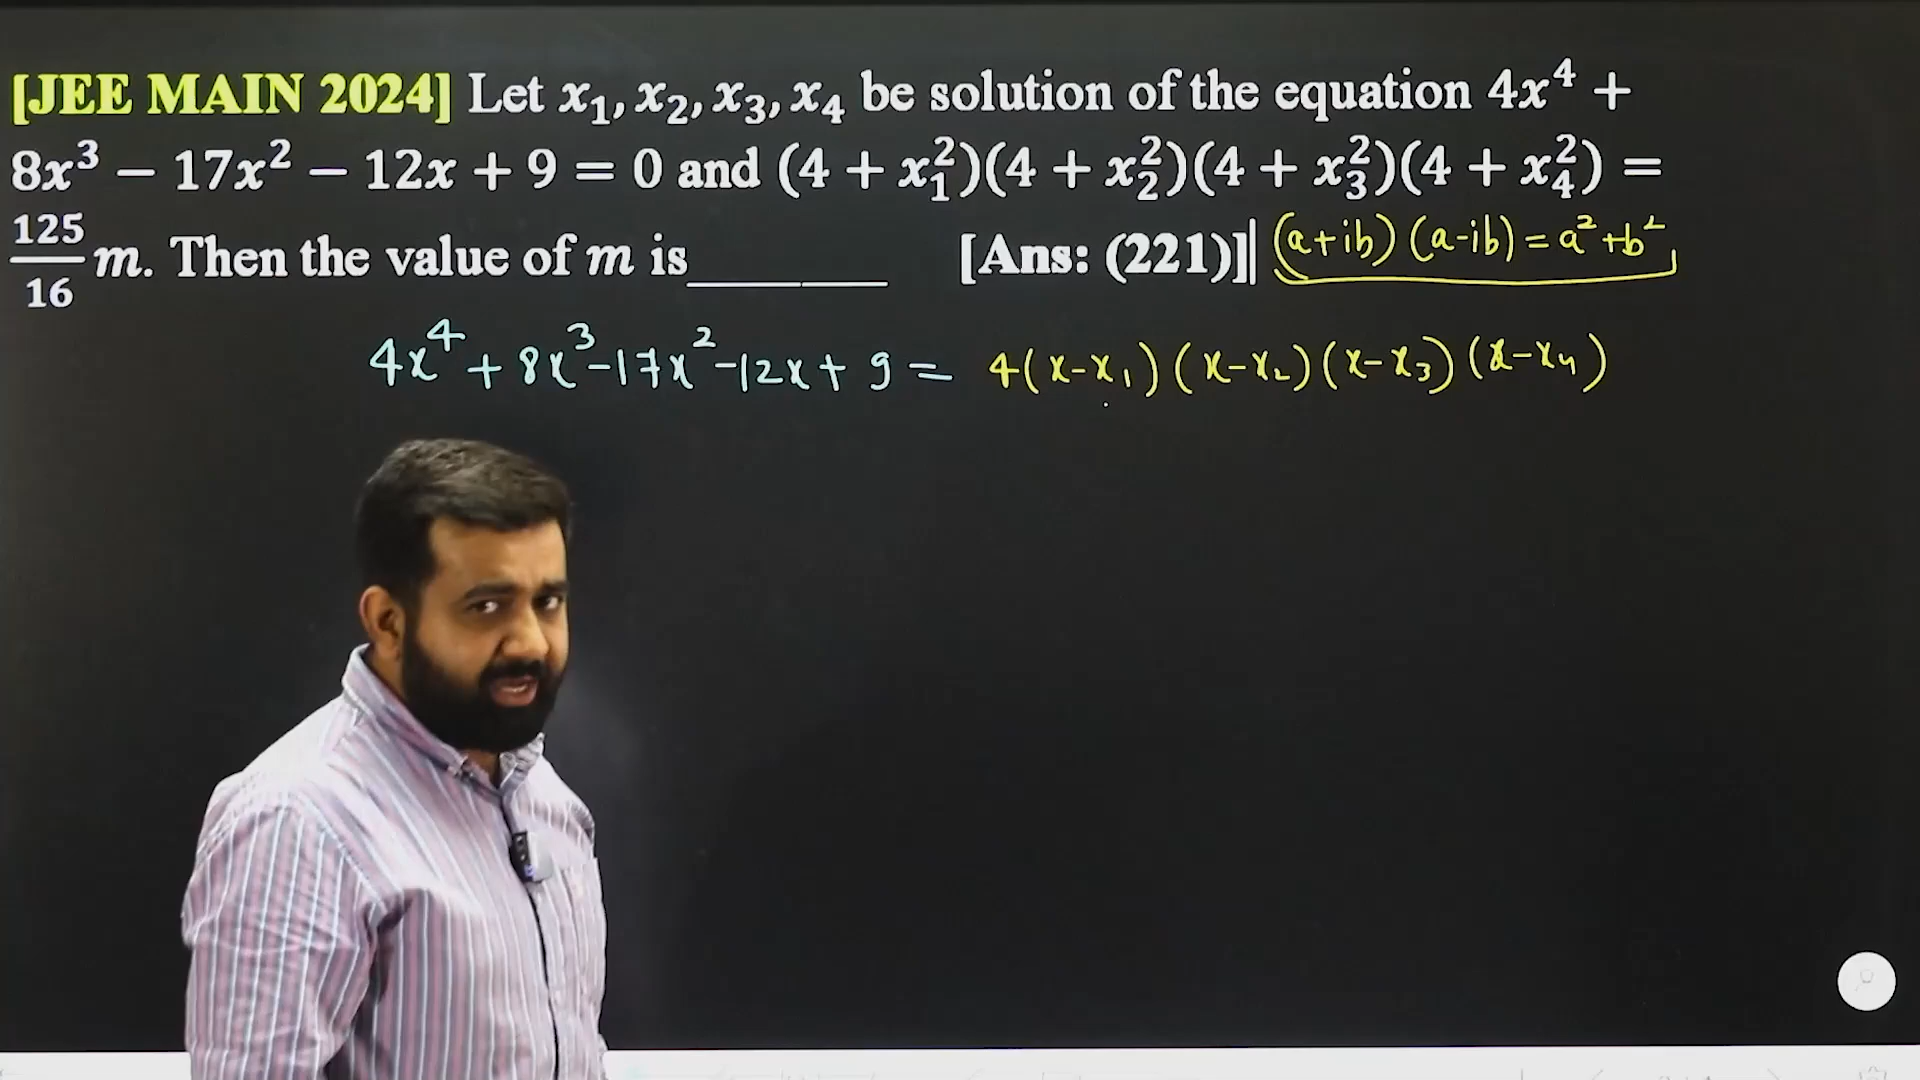 [JEE MAIN 2024] Let x₁, x₂, x₃, x₄ be solution of the equation 4x⁴ +
8x³ − 17x² − 12x + 9 = 0 and (4 + x₁²)(4 + x₂²)(4 + x₃²)(4 + x₄²) =
125/16 m. Then the value of m is________ [Ans: (221)]| (a+ib) (a-ib) = a²+b²
4x⁴ + 8x³ - 17x² - 12x + 9 = 4(x-x₁) (x-x₂) (x-x₃) (x-x₄)